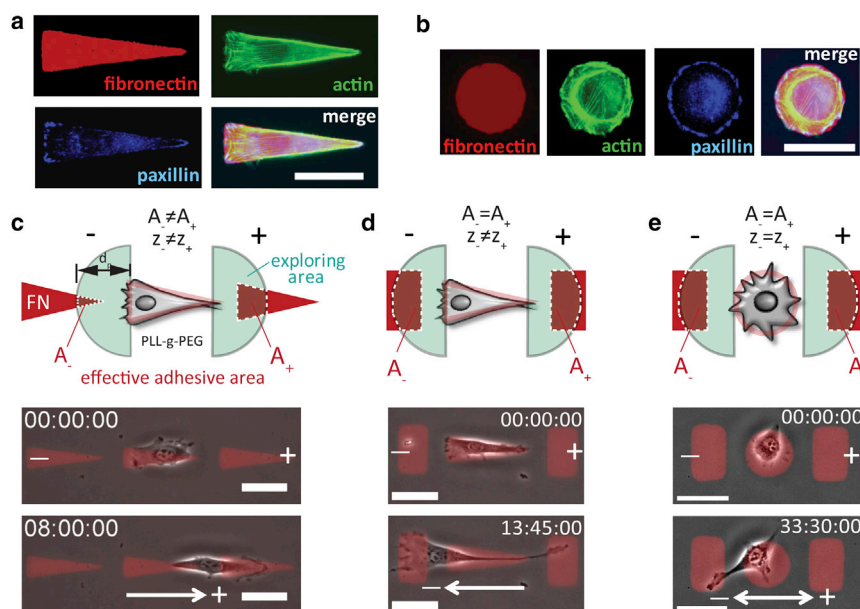 a
fibronectin
actin
paxillin
merge
b
fibronectin
actin
paxillin
merge
c
A₋≠A₊
z₋≠z₊
-
+
d
exploring
area
FN
PLL-g-PEG
A₋
A₊
effective adhesive area
00:00:00
−
+
08:00:00
+
d
A₋=A₊
z₋≠z₊
-
+
A₋
A₊
00:00:00
−
+
13:45:00
−
e
A₋=A₊
z₋=z₊
-
+
A₋
A₊
00:00:00
−
+
33:30:00
−
+